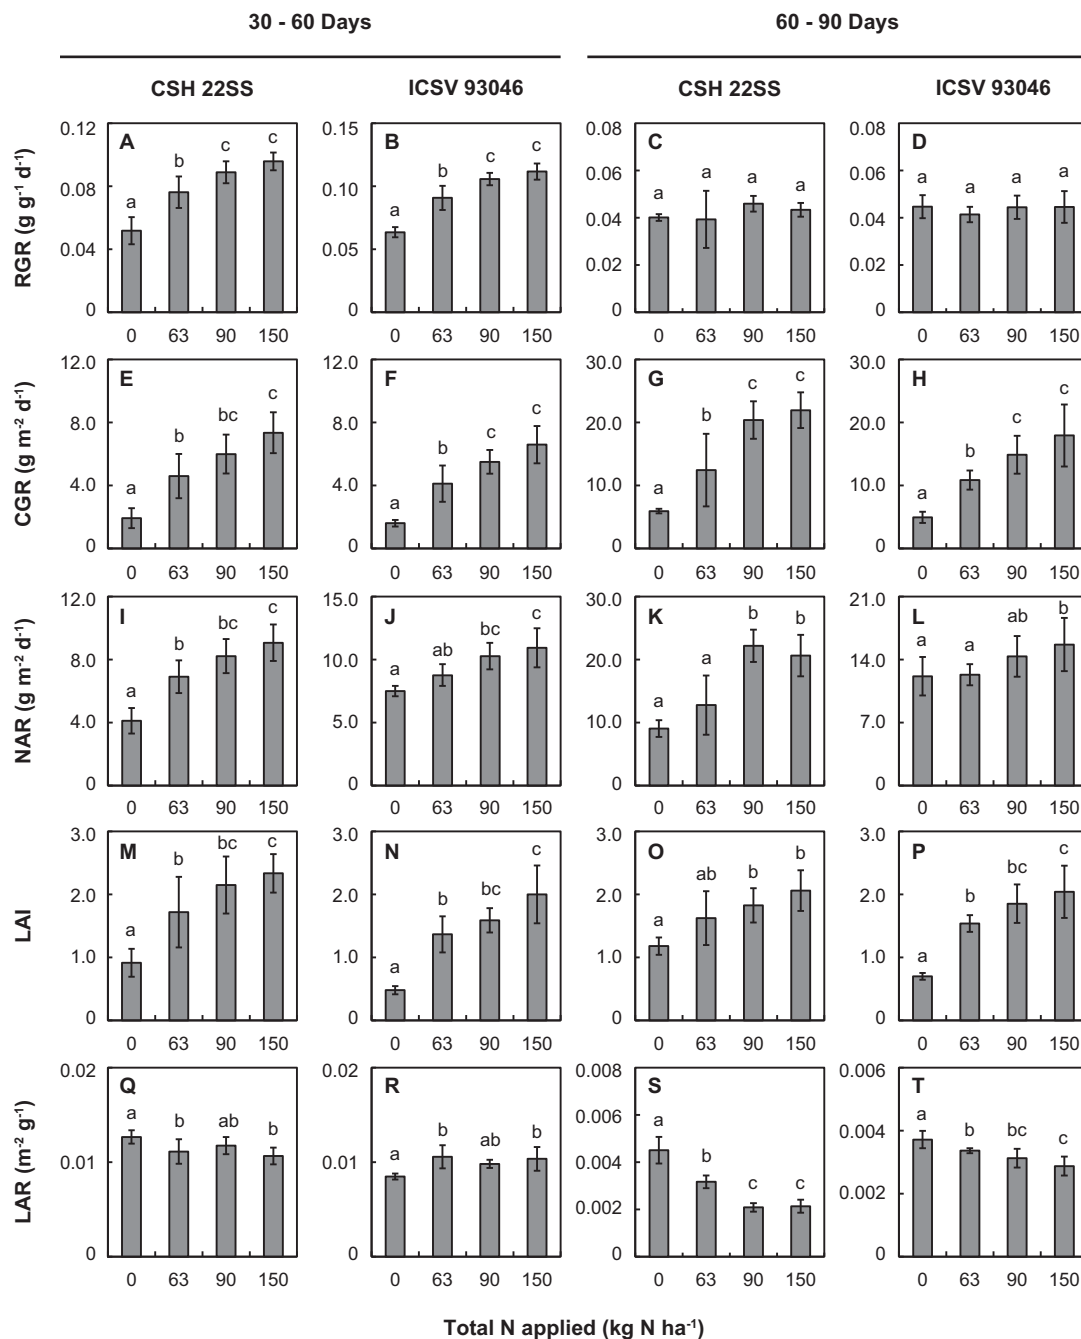 30 - 60 Days 60 - 90 Days
CSH 22SS ICSV 93046 CSH 22SS ICSV 93046
RGR (g g⁻¹ d⁻¹)
0.12 0.08 0.04 0
A a b c c
0 63 90 150
0.15 0.10 0.05 0
B a b c c
0 63 90 150
0.08 0.06 0.04 0.02 0
C a a a a
0 63 90 150
0.08 0.06 0.04 0.02 0
D a a a a
0 63 90 150
CGR (g m⁻² d⁻¹)
12.0 8.0 4.0 0
E a b bc c
0 63 90 150
12.0 8.0 4.0 0
F a b c c
0 63 90 150
30.0 20.0 10.0 0
G a b c c
0 63 90 150
30.0 20.0 10.0 0
H a b c c
0 63 90 150
NAR (g m⁻² d⁻¹)
12.0 8.0 4.0 0
I a b bc c
0 63 90 150
15.0 10.0 5.0 0
J a ab bc c
0 63 90 150
30.0 20.0 10.0 0
K a a b b
0 63 90 150
21.0 14.0 7.0 0
L a a ab b
0 63 90 150
LAI
3.0 2.0 1.0 0
M a b bc c
0 63 90 150
3.0 2.0 1.0 0
N a b bc c
0 63 90 150
3.0 2.0 1.0 0
O a ab b b
0 63 90 150
3.0 2.0 1.0 0
P a b bc c
0 63 90 150
LAR (m⁻² g⁻¹)
0.02 0.01 0
Q a b ab b
0 63 90 150
0.02 0.01 0
R a b ab b
0 63 90 150
0.008 0.006 0.004 0.002 0
S a b c c
0 63 90 150
0.006 0.004 0.002 0
T a b bc c
0 63 90 150
Total N applied (kg N ha⁻¹)